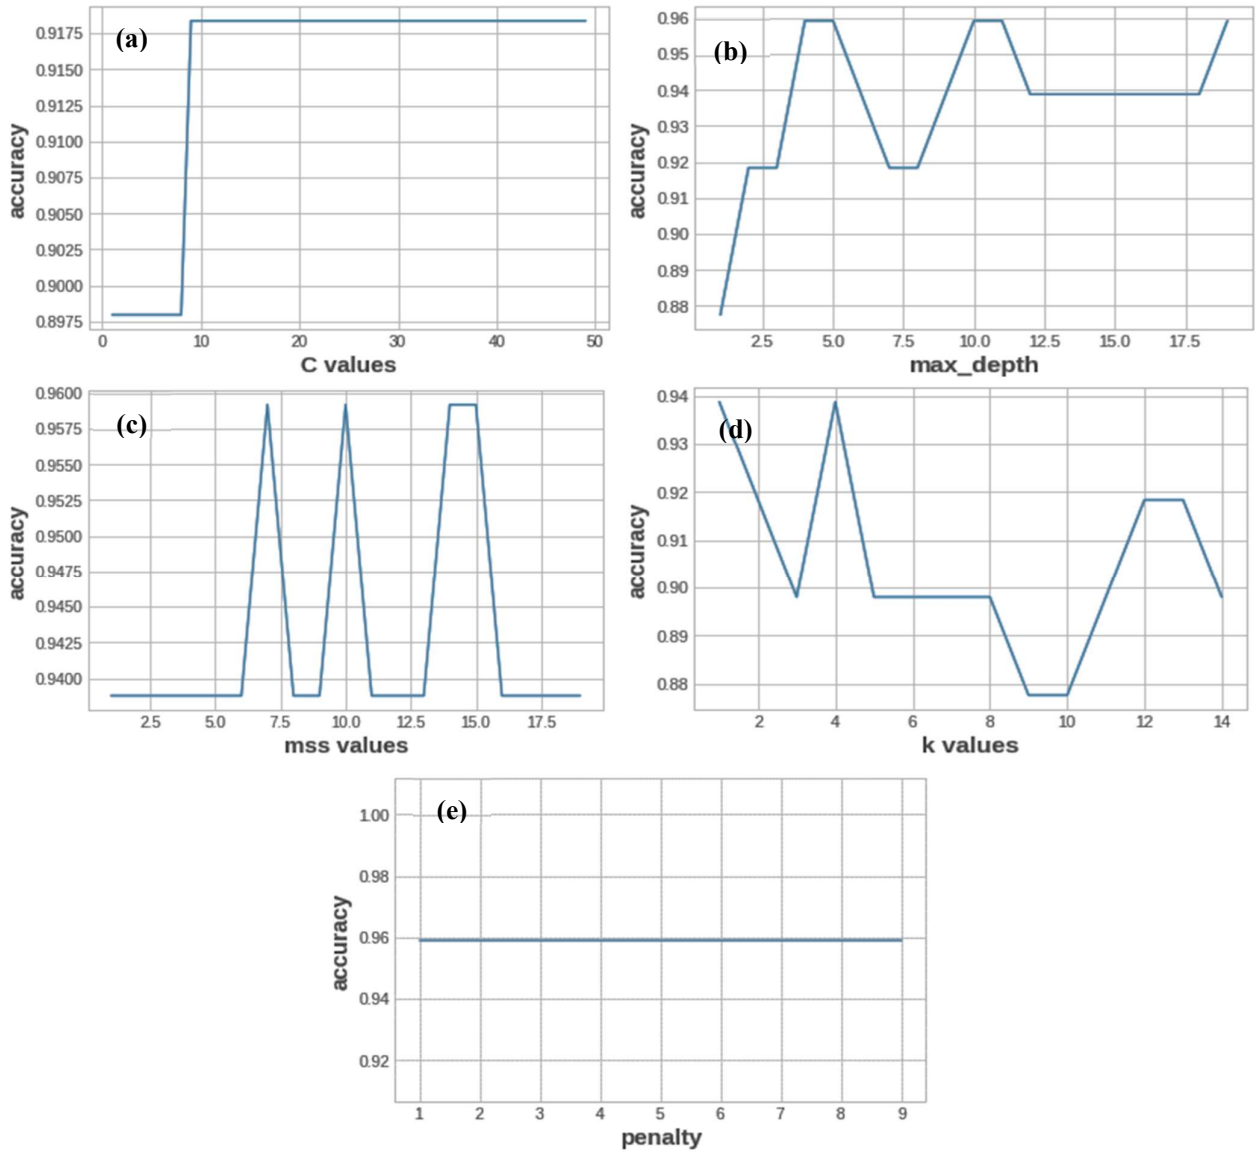 (a)
accuracy
0.9175
0.9150
0.9125
0.9100
0.9075
0.9050
0.9025
0.9000
0.8975
0 10 20 30 40 50
C values
(b)
accuracy
0.96
0.95
0.94
0.93
0.92
0.91
0.90
0.89
0.88
2.5 5.0 7.5 10.0 12.5 15.0 17.5
max_depth
(c)
accuracy
0.9600
0.9575
0.9550
0.9525
0.9500
0.9475
0.9450
0.9425
0.9400
2.5 5.0 7.5 10.0 12.5 15.0 17.5
mss values
(d)
accuracy
0.94
0.93
0.92
0.91
0.90
0.89
0.88
2 4 6 8 10 12 14
k values
(e)
accuracy
1.00
0.98
0.96
0.94
0.92
1 2 3 4 5 6 7 8 9
penalty